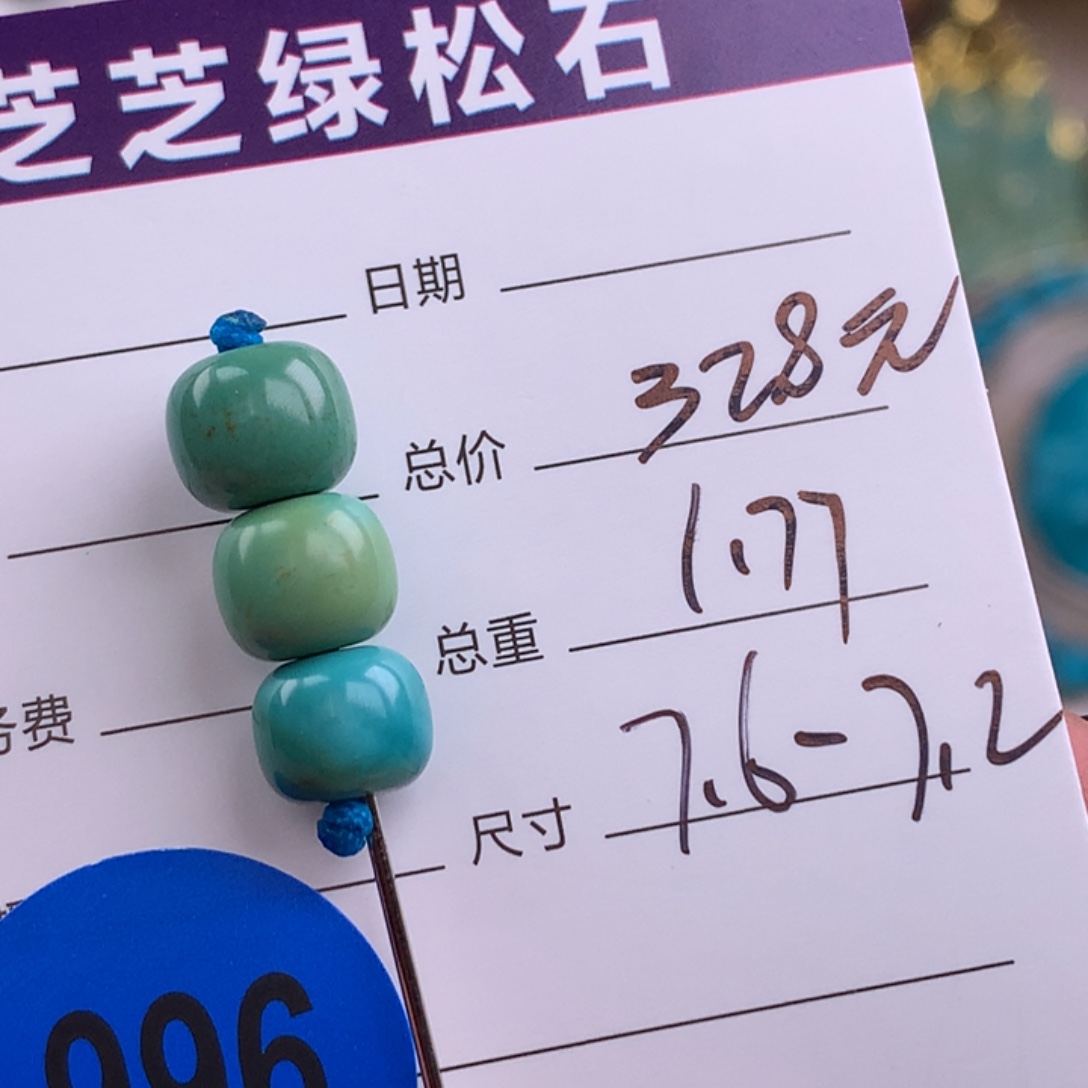 芝芝绿松石
日期
总价 328元
总重 1.77
务费
尺寸 7.6-7.2
996